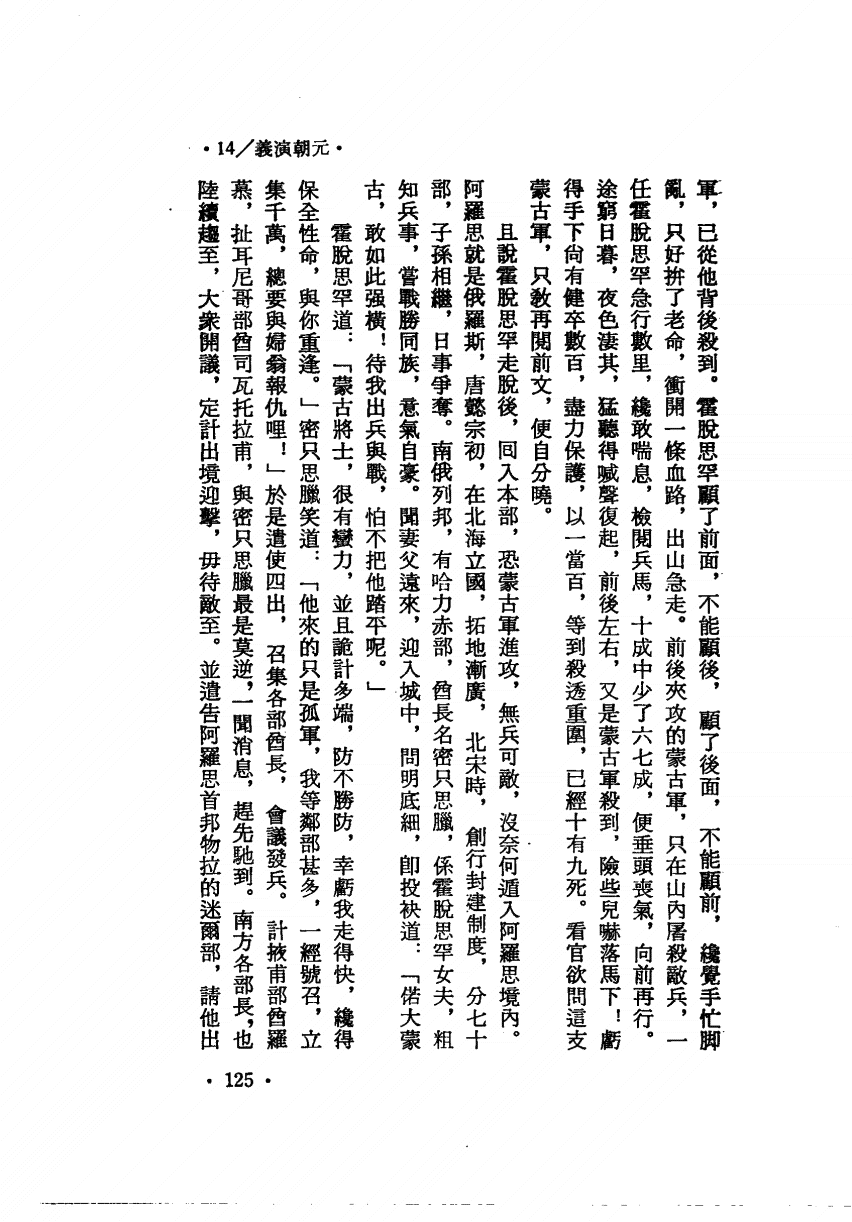 ·14／義演朝元·
軍，已從他背後殺到。霍脫思罕顧了前面，不能顧後，顧了後面，不能顧前，纔覺手忙脚
亂，只好拚了老命，衝開一條血路，出山急走。前後夾攻的蒙古軍，只在山內屠殺敵兵，一
任霍脫思罕急行數里，纔敢喘息，檢閱兵馬，十成中少了六七成，便垂頭喪氣，向前再行。
途窮日暮，夜色淒其，猛聽得喊聲復起，前後左右，又是蒙古軍殺到，險些兒嚇落馬下！虧
得手下尙有健卒數百，盡力保護，以一當百，等到殺透重圍，已經十有九死。看官欲問這支
蒙古軍，只敎再閱前文，便自分曉。
且說霍脫思罕走脫後，囘入本部，恐蒙古軍進攻，無兵可敵，沒奈何遁入阿羅思境內。
阿羅思就是俄羅斯，唐懿宗初，在北海立國，拓地漸廣，北宋時，創行封建制度，分七十
部，子孫相繼，日事爭奪。南俄列邦，有哈力赤部，酋長名密只思臘，係霍脫思罕女夫，粗
知兵事，嘗戰勝同族，意氣自豪。聞妻父遠來，迎入城中，問明底細，卽投袂道：「偌大蒙
古，敢如此强橫！待我出兵與戰，怕不把他踏平呢。」
霍脫思罕道：「蒙古將士，很有蠻力，並且詭計多端，防不勝防，幸虧我走得快，纔得
保全性命，與你重逢。」密只思臘笑道：「他來的只是孤軍，我等鄰部甚多，一經號召，立
集千萬，總要與婦翁報仇哩！」於是遣使四出，召集各部酋長，會議發兵。計掖甫部酋羅
慕，扯耳尼哥部酋司瓦托拉甫，與密只思臘最是莫逆，一聞消息，趕先馳到。南方各部長，也
陸續趨至，大衆開議，定計出境迎擊，毋待敵至。並遣告阿羅思首邦物拉的迷爾部，請他出
·125·